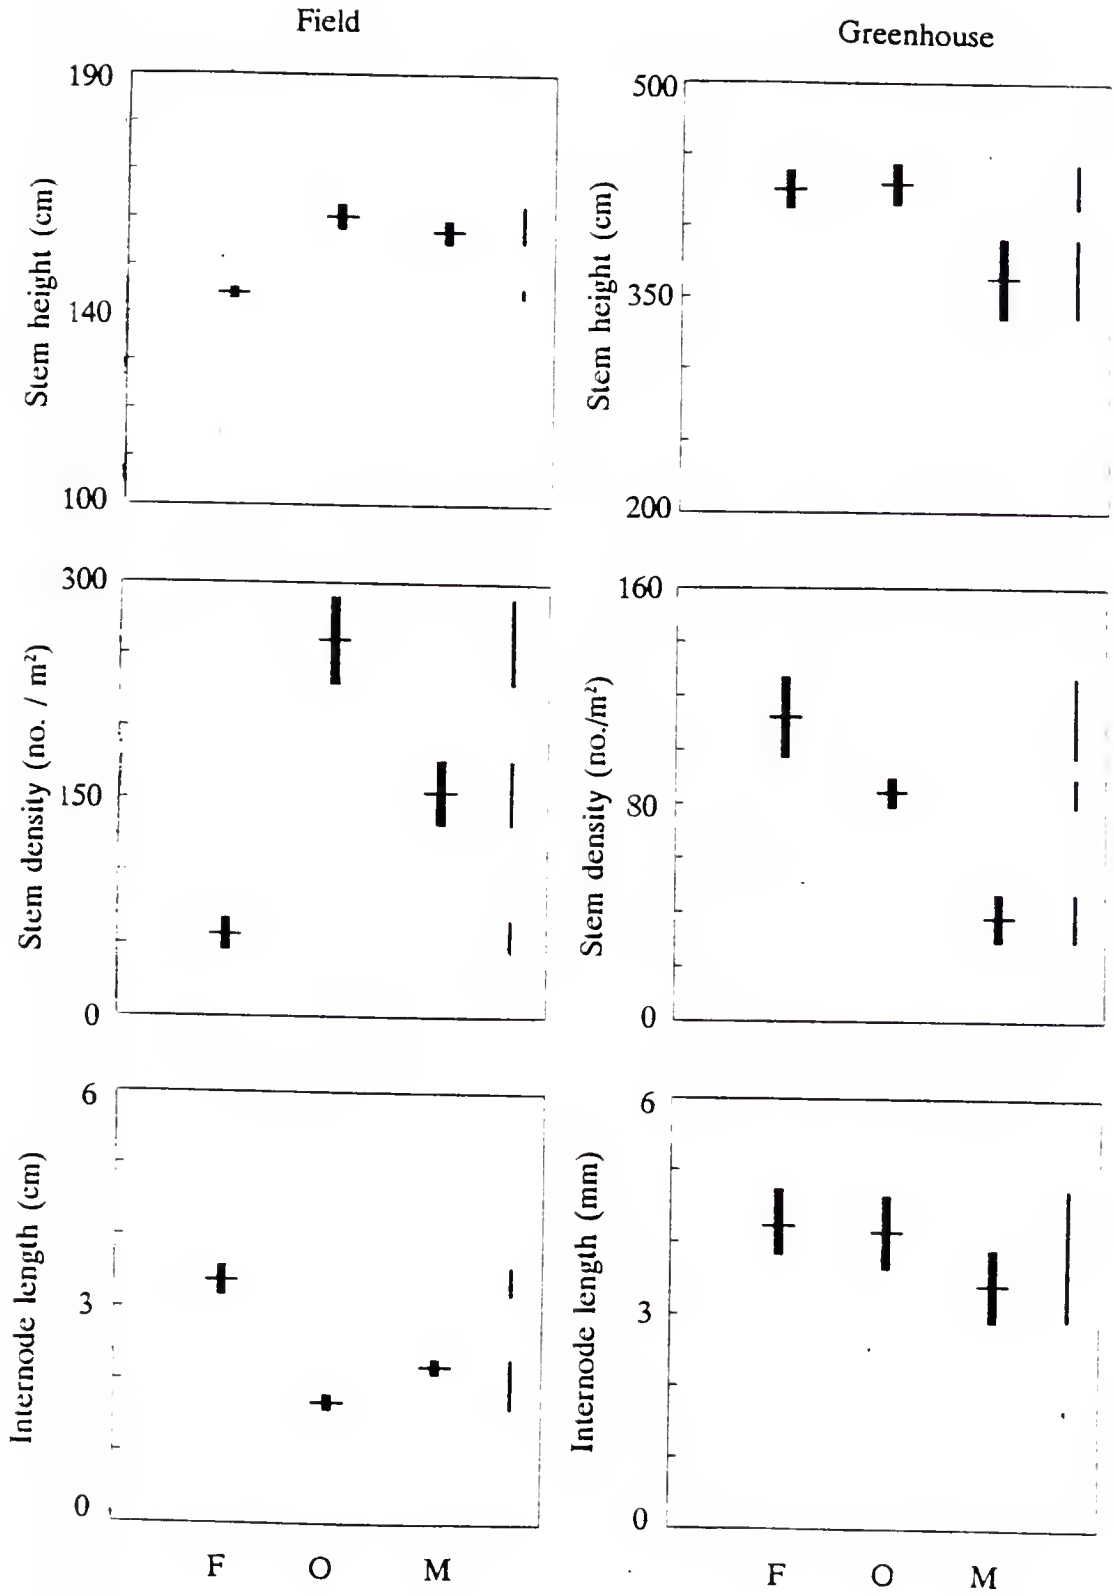 Field
Greenhouse
190
140
100
Stem height (cm)
500
350
200
Stem height (cm)
300
150
0
Stem density (no. / m²)
160
80
0
Stem density (no./m²)
6
3
0
Internode length (cm)
6
3
0
Internode length (mm)
F O M
F O M